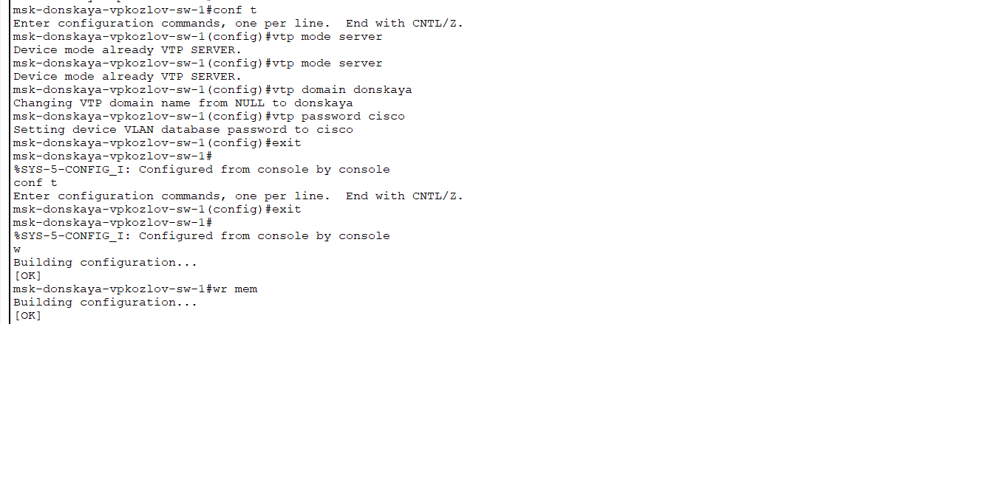 msk-donskaya-vpkozlov-sw-1#conf t
Enter configuration commands, one per line.  End with CNTL/Z.
msk-donskaya-vpkozlov-sw-1(config)#vtp mode server
Device mode already VTP SERVER.
msk-donskaya-vpkozlov-sw-1(config)#vtp mode server
Device mode already VTP SERVER.
msk-donskaya-vpkozlov-sw-1(config)#vtp domain donskaya
Changing VTP domain name from NULL to donskaya
msk-donskaya-vpkozlov-sw-1(config)#vtp password cisco
Setting device VLAN database password to cisco
msk-donskaya-vpkozlov-sw-1(config)#exit
msk-donskaya-vpkozlov-sw-1#
%SYS-5-CONFIG_I: Configured from console by console
conf t
Enter configuration commands, one per line.  End with CNTL/Z.
msk-donskaya-vpkozlov-sw-1(config)#exit
msk-donskaya-vpkozlov-sw-1#
%SYS-5-CONFIG_I: Configured from console by console
w
Building configuration...
[OK]
msk-donskaya-vpkozlov-sw-1#wr mem
Building configuration...
[OK]